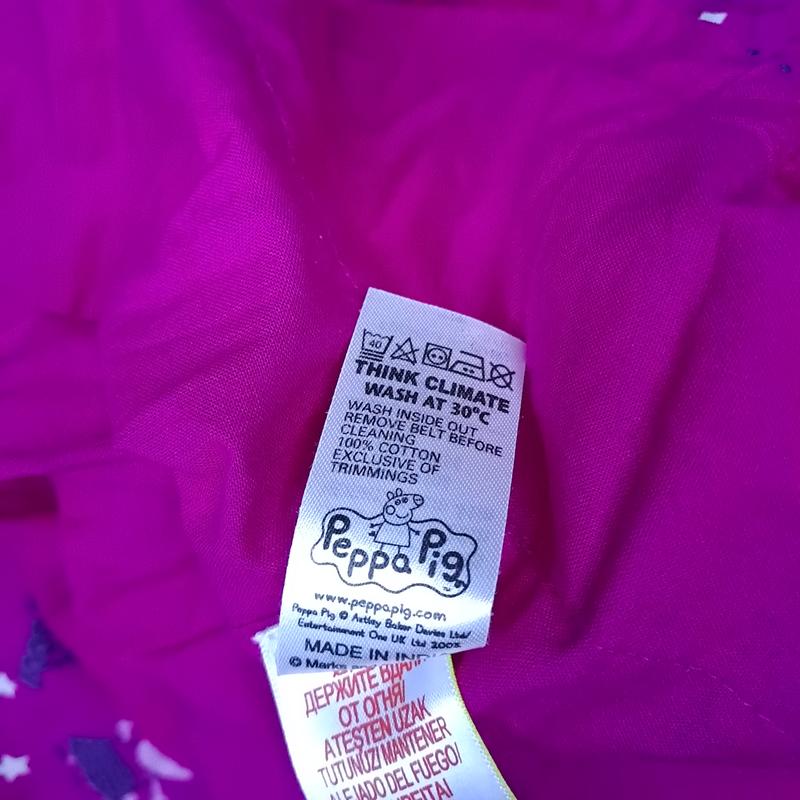 40
THINK CLIMATE
WASH AT 30°C
WASH INSIDE OUT
REMOVE BELT BEFORE
CLEANING
100% COTTON
EXCLUSIVE OF
TRIMMINGS
Peppa Pig
www.peppapig.com
Peppa Pig © Astley Baker Davies Ltd/
Entertainment One UK Ltd 2003
MADE IN
© Marks
ДЕРЖИТЕ
ОТ ОГНЯ/
ATEŞTEN UZAK
TUTUNUZ/ MANTENER
ALEJADO DEL FUEGO/